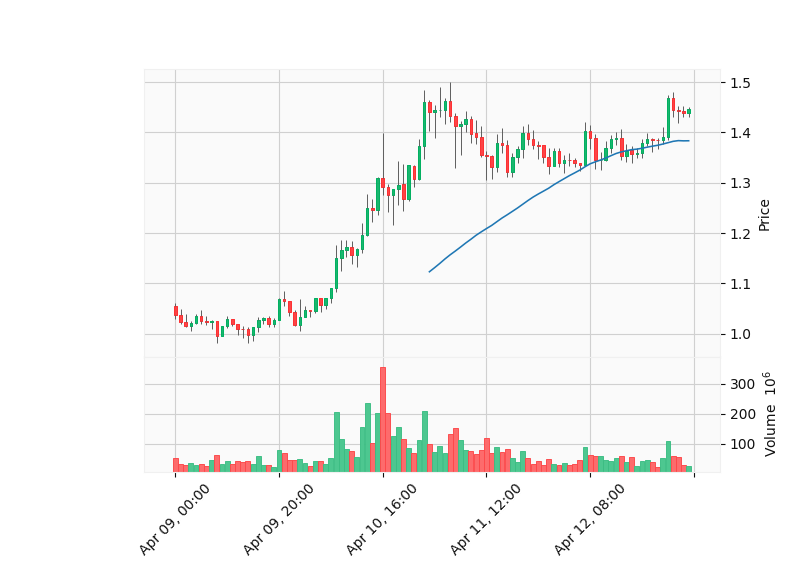 1.5
1.4
1.3
1.2
1.1
1.0
Price
300
200
100
Volume 10^6
Apr 09, 00:00
Apr 09, 20:00
Apr 10, 16:00
Apr 11, 12:00
Apr 12, 08:00